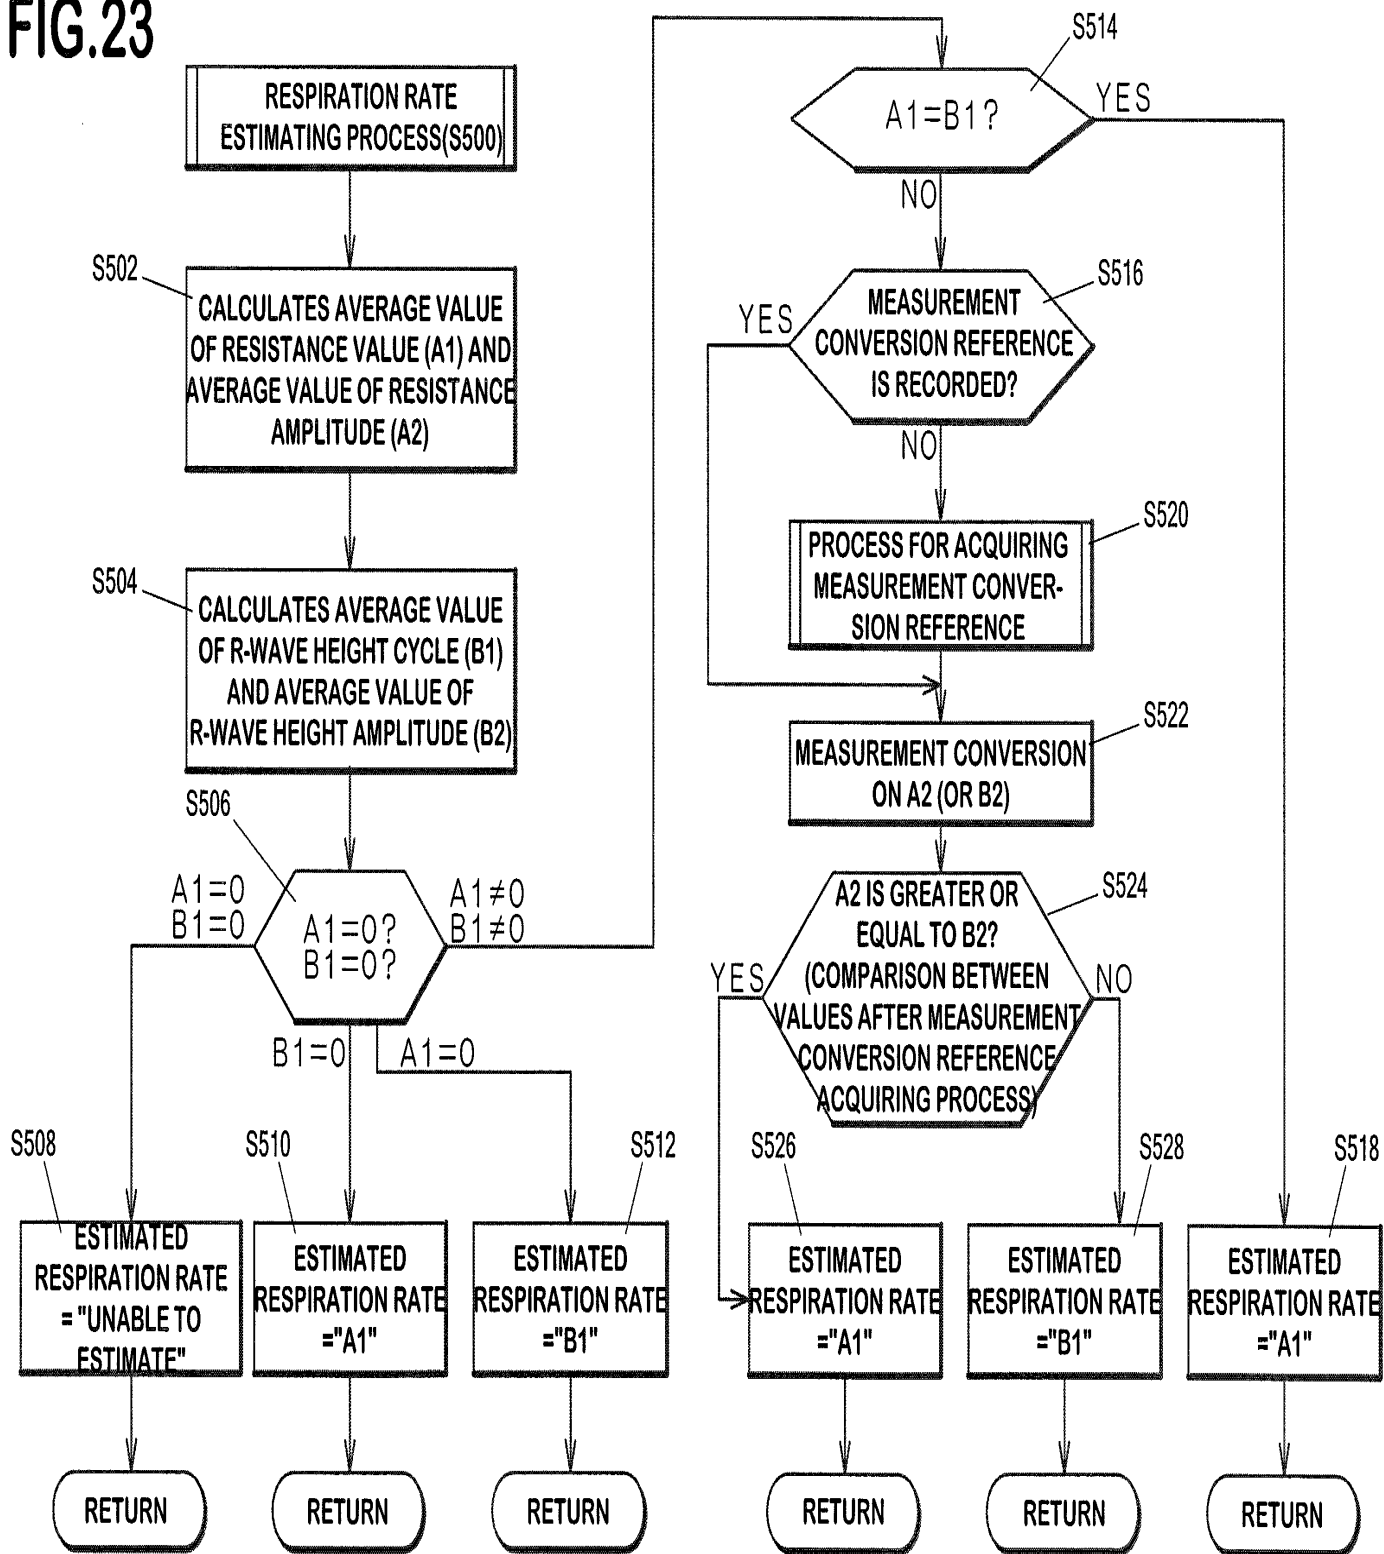 FIG.23
RESPIRATION RATE
ESTIMATING PROCESS(S500)
S502
CALCULATES AVERAGE VALUE
OF RESISTANCE VALUE (A1) AND
AVERAGE VALUE OF RESISTANCE
AMPLITUDE (A2)
S504
CALCULATES AVERAGE VALUE
OF R-WAVE HEIGHT CYCLE (B1)
AND AVERAGE VALUE OF
R-WAVE HEIGHT AMPLITUDE (B2)
S506
A1=0
B1=0
A1=0?
B1=0?
A1≠0
B1≠0
B1=0
A1=0
S508
ESTIMATED
RESPIRATION RATE
= "UNABLE TO
ESTIMATE"
RETURN
S510
ESTIMATED
RESPIRATION RATE
="A1"
RETURN
S512
ESTIMATED
RESPIRATION RATE
="B1"
RETURN
S514
A1=B1?
YES
NO
S516
MEASUREMENT
CONVERSION REFERENCE
IS RECORDED?
YES
NO
S520
PROCESS FOR ACQUIRING
MEASUREMENT CONVER-
SION REFERENCE
S522
MEASUREMENT CONVERSION
ON A2 (OR B2)
S524
A2 IS GREATER OR
EQUAL TO B2?
(COMPARISON BETWEEN
VALUES AFTER MEASUREMENT
CONVERSION REFERENCE
ACQUIRING PROCESS)
YES
NO
S526
ESTIMATED
RESPIRATION RATE
="A1"
RETURN
S528
ESTIMATED
RESPIRATION RATE
="B1"
RETURN
S518
ESTIMATED
RESPIRATION RATE
="A1"
RETURN